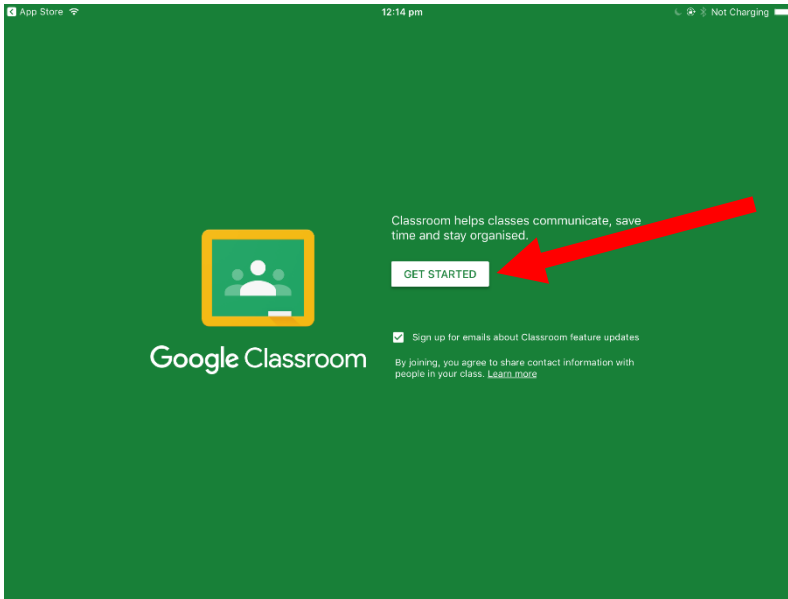 App Store
12:14 pm
Not Charging
Classroom helps classes communicate, save
time and stay organised.
GET STARTED
Sign up for emails about Classroom feature updates
Google Classroom
By joining, you agree to share contact information with
people in your class. Learn more